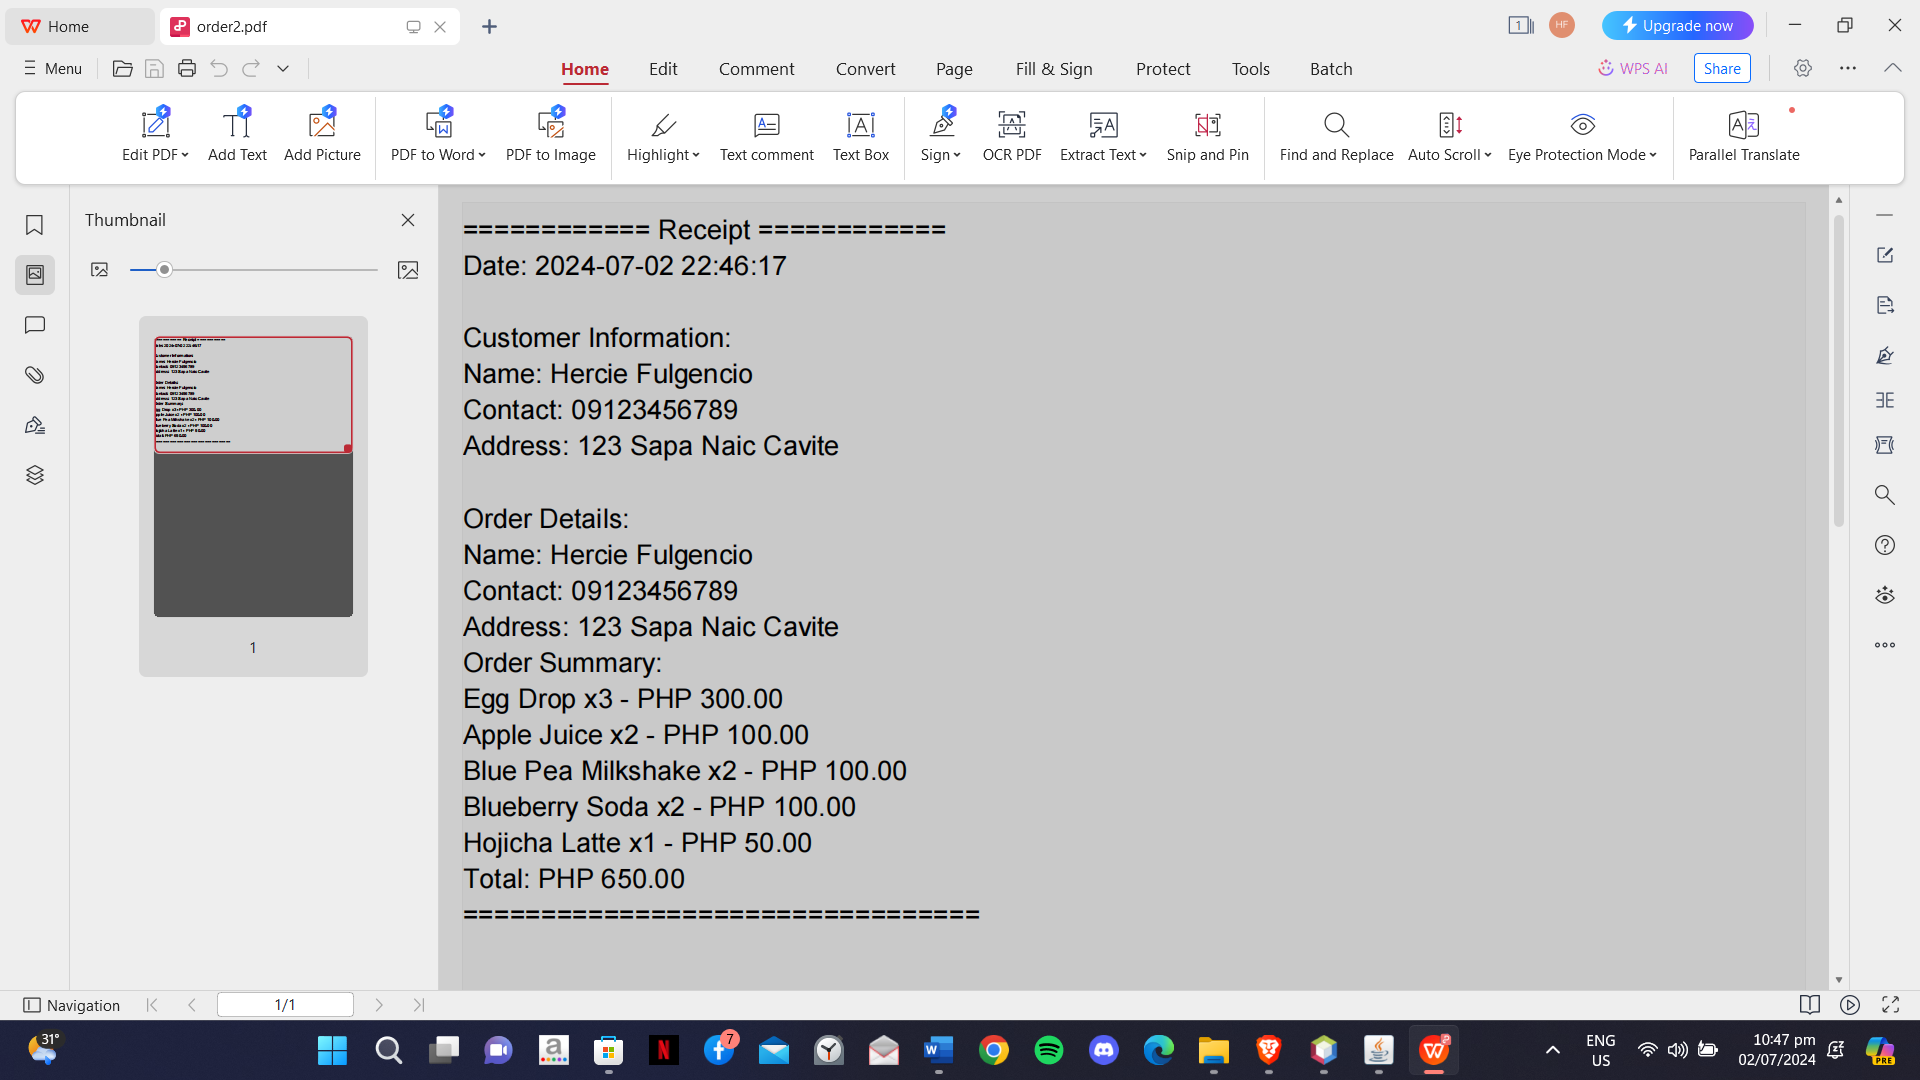 Home
order2.pdf
1
HF
Upgrade now
Menu
Home
Edit
Comment
Convert
Page
Fill & Sign
Protect
Tools
Batch
WPS AI
Share
Edit PDF
Add Text
Add Picture
PDF to Word
PDF to Image
Highlight
Text comment
Text Box
Sign
OCR PDF
Extract Text
Snip and Pin
Find and Replace
Auto Scroll
Eye Protection Mode
Parallel Translate
Thumbnail
1
============ Receipt ============
Date: 2024-07-02 22:46:17
Customer Information:
Name: Hercie Fulgencio
Contact: 09123456789
Address: 123 Sapa Naic Cavite
Order Details:
Name: Hercie Fulgencio
Contact: 09123456789
Address: 123 Sapa Naic Cavite
Order Summary:
Egg Drop x3 - PHP 300.00
Apple Juice x2 - PHP 100.00
Blue Pea Milkshake x2 - PHP 100.00
Blueberry Soda x2 - PHP 100.00
Hojicha Latte x1 - PHP 50.00
Total: PHP 650.00
=================================
Navigation
1/1
31°
7
ENG
US
10:47 pm
02/07/2024
PRE